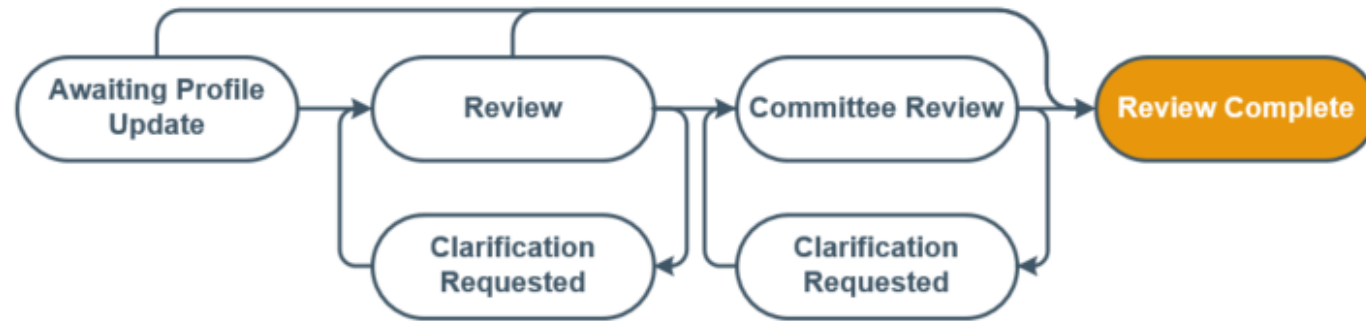 Awaiting Profile
Update
Review
Committee Review
Review Complete
Clarification
Requested
Clarification
Requested